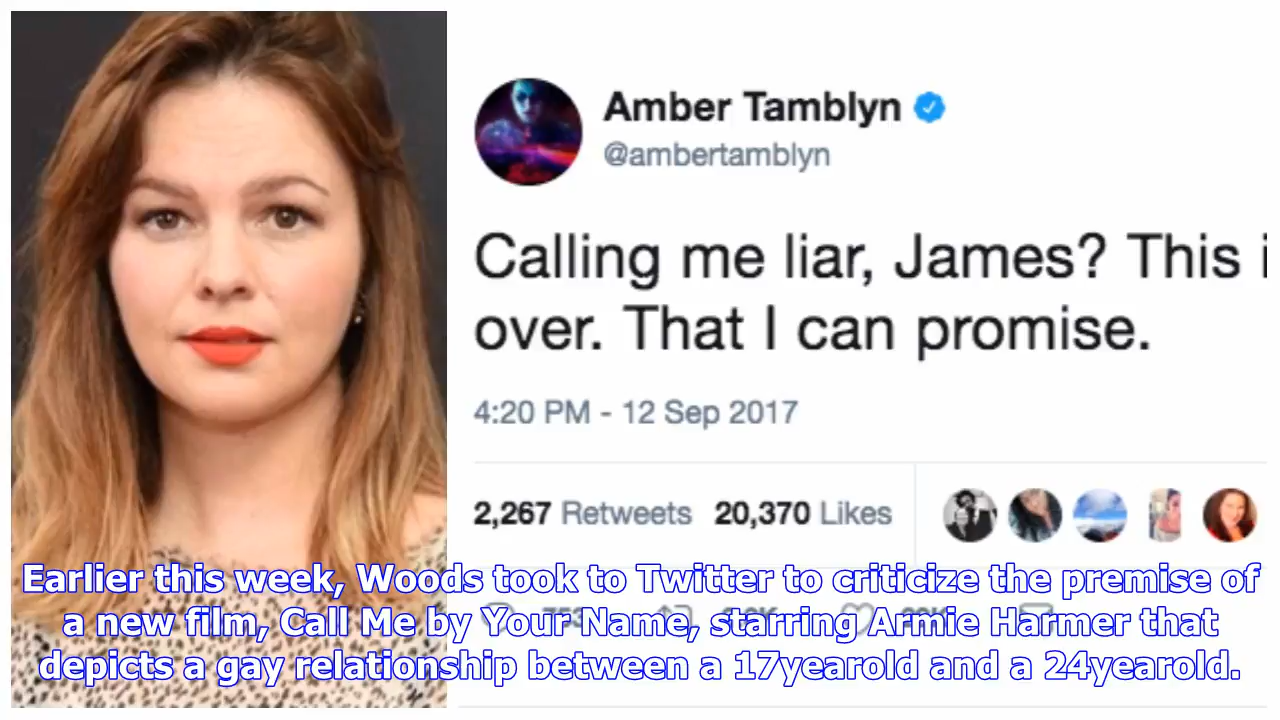 Amber Tamblyn
@ambertamblyn
Calling me liar, James? This i
over. That I can promise.
4:20 PM - 12 Sep 2017
2,267 Retweets 20,370 Likes
Earlier this week, Woods took to Twitter to criticize the premise of
a new film, Call Me by Your Name, starring Armie Harmer that
depicts a gay relationship between a 17yearold and a 24yearold.